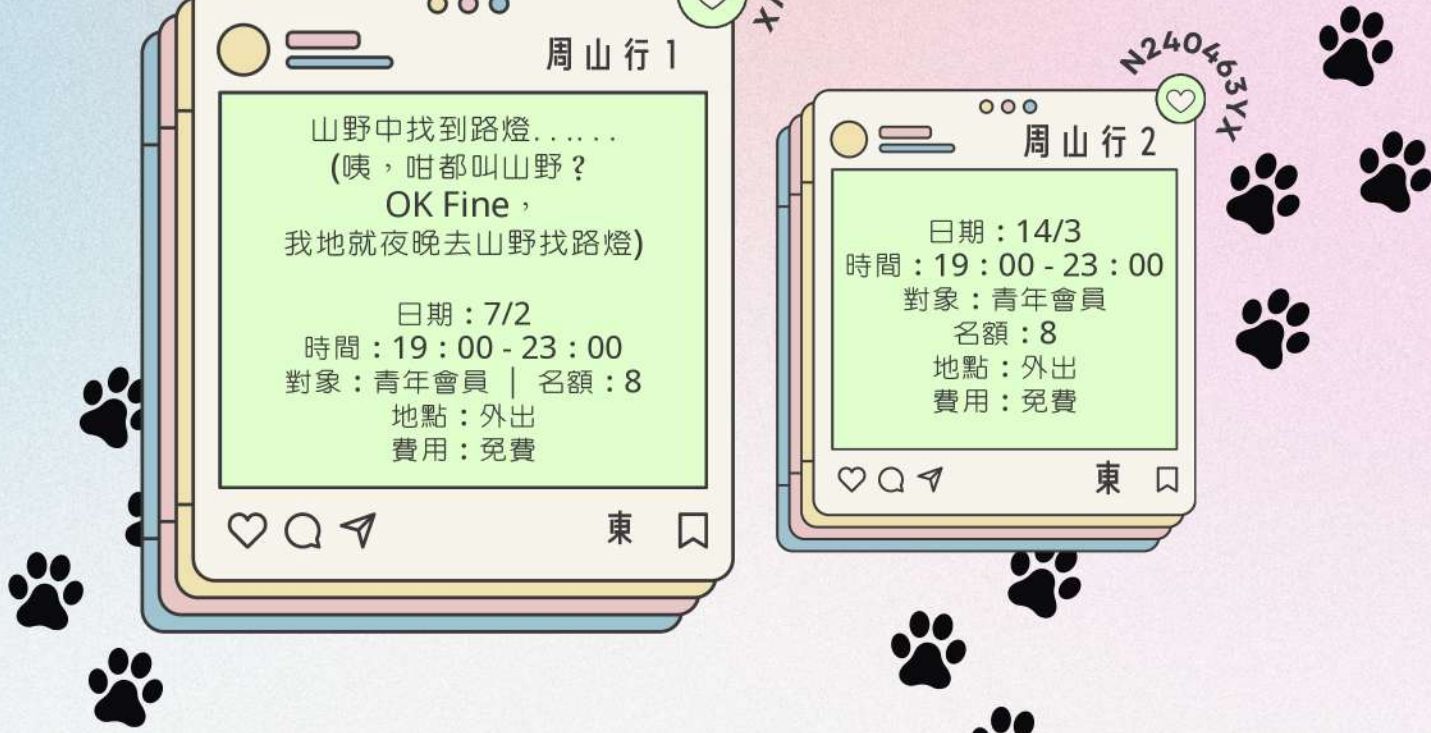 周山行1
山野中找到路燈......
(咦，咁都叫山野？
OK Fine，
我地就夜晚去山野找路燈)
日期：7/2
時間：19：00 - 23：00
對象：青年會員 ｜ 名額：8
地點：外出
費用：免費
東
N240463YX
周山行2
日期：14/3
時間：19：00 - 23：00
對象：青年會員
名額：8
地點：外出
費用：免費
東